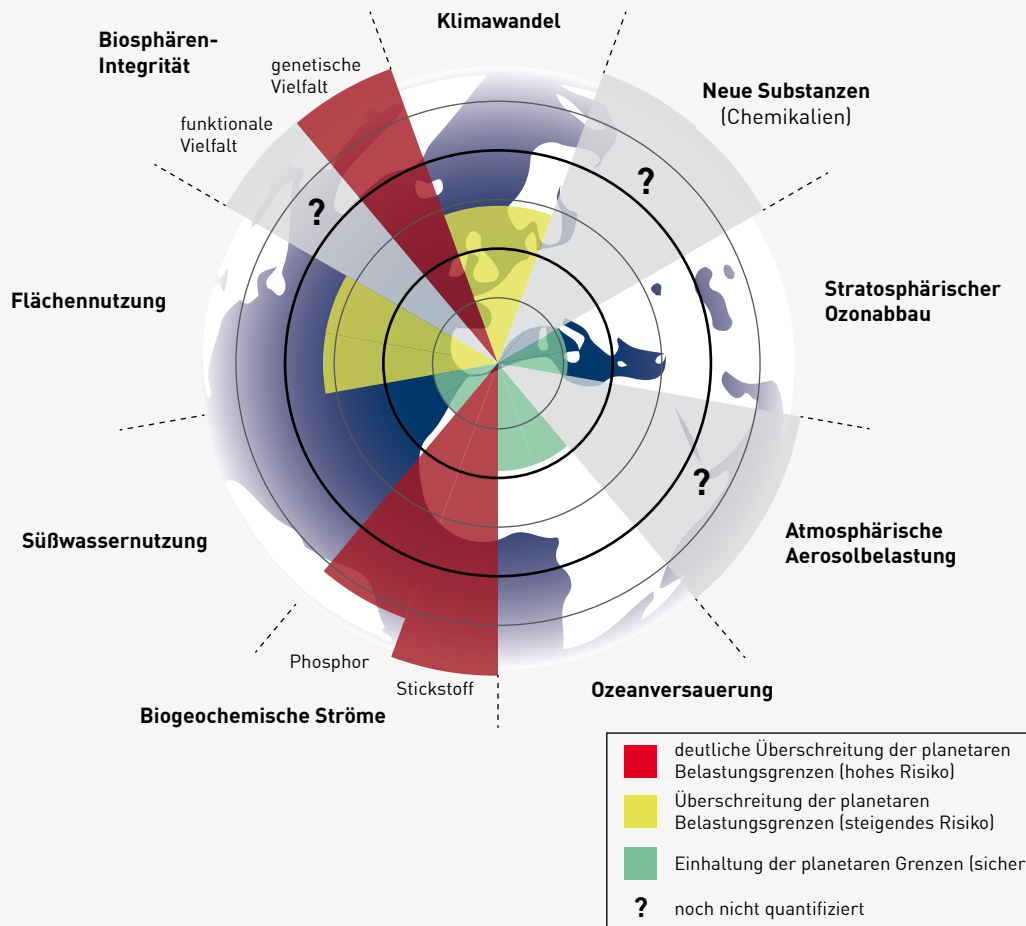 Klimawandel
Biosphären-
Integrität
genetische
Vielfalt
funktionale
Vielfalt
Neue Substanzen
(Chemikalien)
?
?
Flächennutzung
Stratosphärischer
Ozonabbau
?
Süßwassernutzung
Atmosphärische
Aerosolbelastung
Phosphor
Stickstoff
Ozeanversauerung
Biogeochemische Ströme
deutliche Überschreitung der planetaren
Belastungsgrenzen (hohes Risiko)
Überschreitung der planetaren
Belastungsgrenzen (steigendes Risiko)
Einhaltung der planetaren Grenzen (sicher
? noch nicht quantifiziert